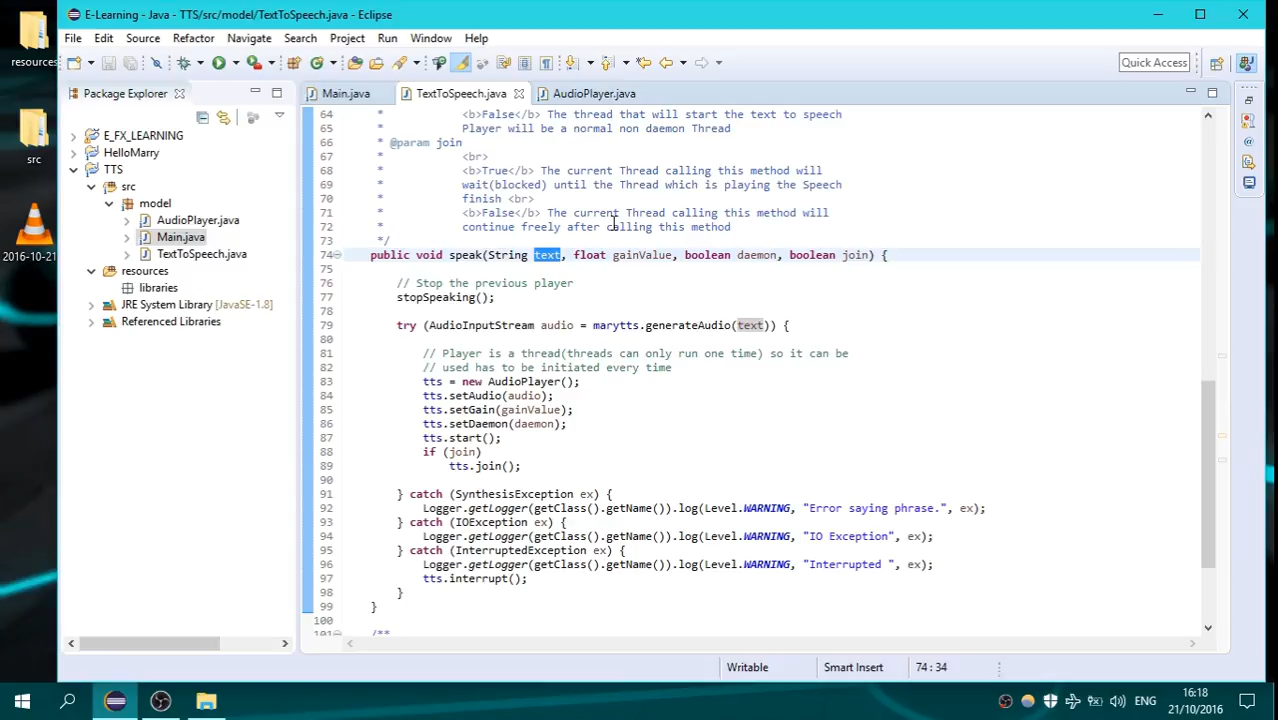 resources
src
2016-10-21
E-Learning - Java - TTS/src/model/TextToSpeech.java - Eclipse
File Edit Source Refactor Navigate Search Project Run Window Help
Quick Access
Package Explorer
E_FX_LEARNING
HelloMarry
TTS
src
model
AudioPlayer.java
Main.java
TextToSpeech.java
resources
libraries
JRE System Library [JavaSE-1.8]
Referenced Libraries
Main.java TextToSpeech.java AudioPlayer.java
64 * <b>False</b> The thread that will start the text to speech
65 * Player will be a normal non daemon Thread
66 * @param join
67 * <br>
68 * <b>True</b> The current Thread calling this method will
69 * wait(blocked) until the Thread which is playing the Speech
70 * finish <br>
71 * <b>False</b> The current Thread calling this method will
72 * continue freely after calling this method
73 */
74 public void speak(String text, float gainValue, boolean daemon, boolean join) {
75
76 // Stop the previous player
77 stopSpeaking();
78
79 try (AudioInputStream audio = marytts.generateAudio(text)) {
80
81 // Player is a thread(threads can only run one time) so it can be
82 // used has to be initiated every time
83 tts = new AudioPlayer();
84 tts.setAudio(audio);
85 tts.setGain(gainValue);
86 tts.setDaemon(daemon);
87 tts.start();
88 if (join)
89 tts.join();
90
91 } catch (SynthesisException ex) {
92 Logger.getLogger(getClass().getName()).log(Level.WARNING, "Error saying phrase.", ex);
93 } catch (IOException ex) {
94 Logger.getLogger(getClass().getName()).log(Level.WARNING, "IO Exception", ex);
95 } catch (InterruptedException ex) {
96 Logger.getLogger(getClass().getName()).log(Level.WARNING, "Interrupted ", ex);
97 tts.interrupt();
98 }
99 }
100
101 /**
Writable Smart Insert 74 : 34
ENG
16:18
21/10/2016